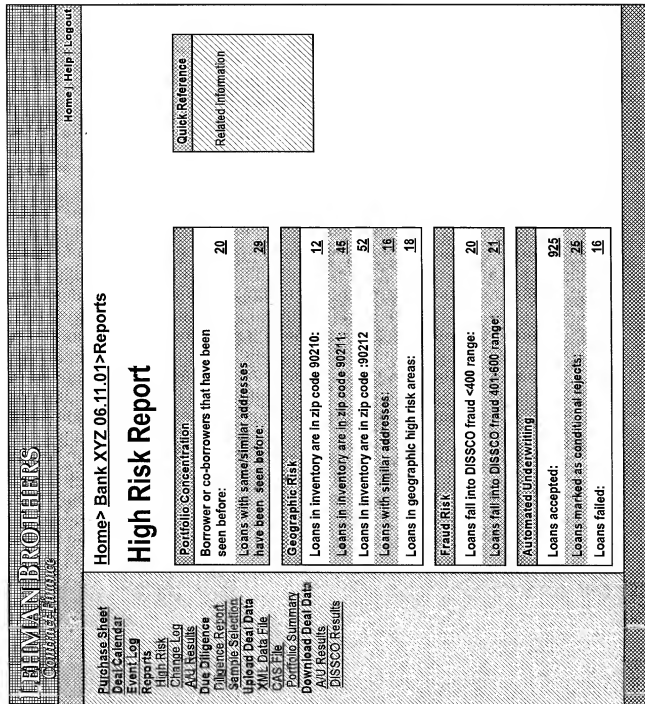 LEHMAN BROTHERS
Home | Help | Logout
Purchase Sheet
Deal Calendar
Event Log
Reports
High Risk
Change Log
A/U Results
Due Diligence
Diligence Report
Sample Selection
Upload Deal Data
XML Data File
CAS File
Portfolio Summary
Download Deal Data
A/U Results
DISSCO Results
Home> Bank XYZ 06.11.01>Reports
High Risk Report
Portfolio Concentration
Borrower or co-borrowers that have been
seen before: 20
Loans with same/similar addresses
have been seen before: 29
Geographic Risk
Loans in inventory are in zip code 90210: 12
Loans in inventory are in zip code 90211: 46
Loans in inventory are in zip code :90212 52
Loans with similar addresses: 16
Loans in geographic high risk areas: 18
Fraud Risk
Loans fall into DISSCO fraud <400 range: 20
Loans fall into DISSCO fraud 401-600 range: 21
Automated Underwriting
Loans accepted: 925
Loans marked as conditional rejects: 25
Loans failed: 16
Quick Reference
Related Information